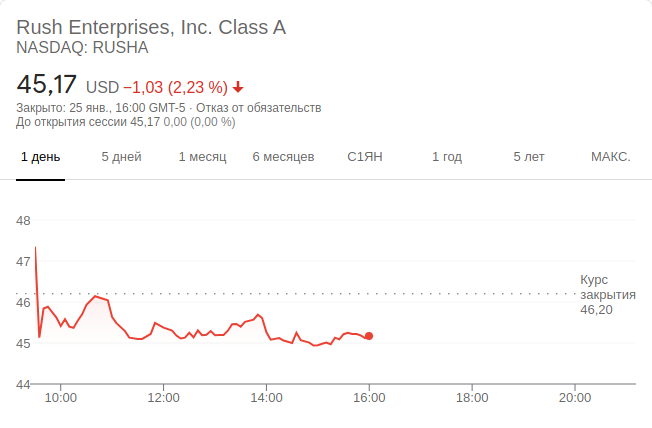 Rush Enterprises, Inc. Class A
NASDAQ: RUSHA
45,17 USD −1,03 (2,23 %)
Закрыто: 25 янв., 16:00 GMT-5 · Отказ от обязательств
До открытия сессии 45,17 0,00 (0,00 %)
1 день 5 дней 1 месяц 6 месяцев С1ЯН 1 год 5 лет МАКС.
48
47
Курс
закрытия
46
46,20
45
44
10:00 12:00 14:00 16:00 18:00 20:00